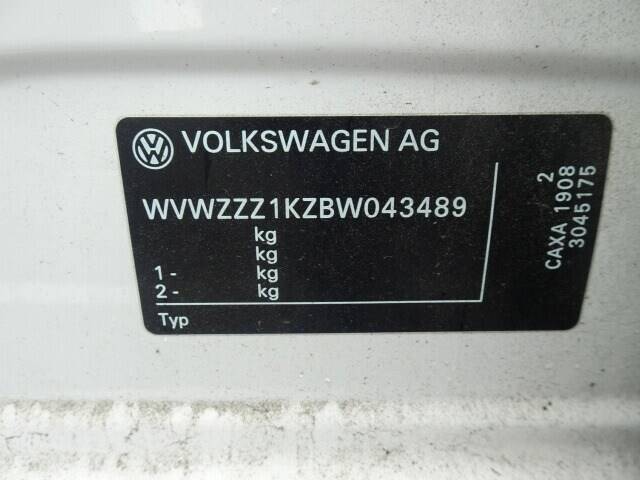 VOLKSWAGEN AG
WVWZZZ1KZBW043489
kg
kg
1 - kg
2 - kg
Typ
2
CAXA 1908
3045175